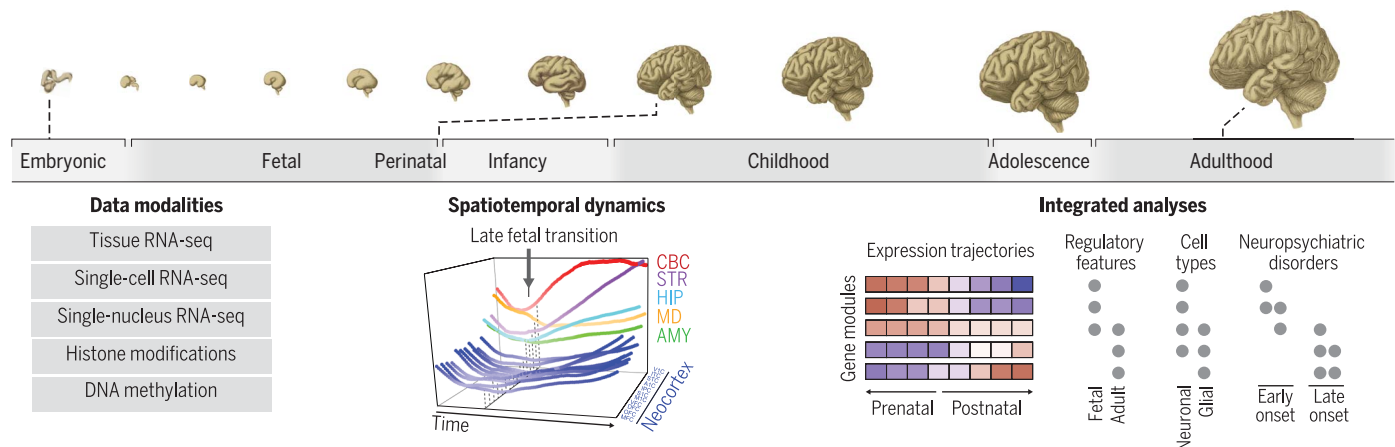 Embryonic
Fetal
Perinatal
Infancy
Childhood
Adolescence
Adulthood
Data modalities
Tissue RNA-seq
Single-cell RNA-seq
Single-nucleus RNA-seq
Histone modifications
DNA methylation
Spatiotemporal dynamics
Late fetal transition
CBC
STR
HIP
MD
AMY
Neocortex
Time
Integrated analyses
Expression trajectories
Gene modules
Prenatal
Postnatal
Regulatory
features
Fetal
Adult
Cell
types
Neuronal
Glial
Neuropsychiatric
disorders
Early
onset
Late
onset